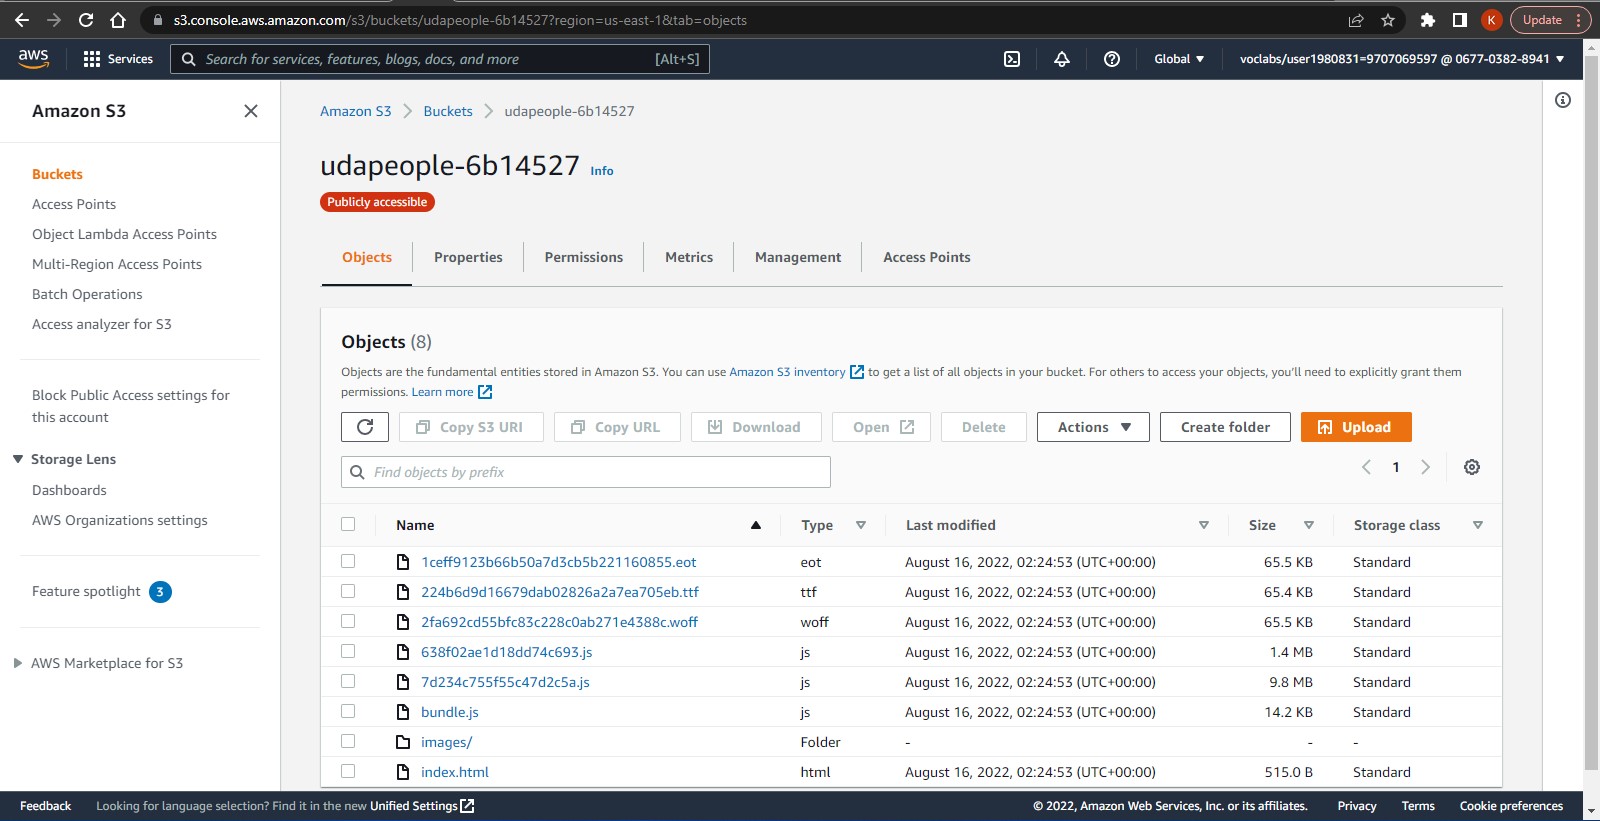 s3.console.aws.amazon.com/s3/buckets/udapeople-6b14527?region=us-east-1&tab=objects
K
Update
aws
Services
Search for services, features, blogs, docs, and more
[Alt+S]
Global
voclabs/user1980831=9707069597 @ 0677-0382-8941
Amazon S3
Buckets
Access Points
Object Lambda Access Points
Multi-Region Access Points
Batch Operations
Access analyzer for S3
Block Public Access settings for
this account
Storage Lens
Dashboards
AWS Organizations settings
Feature spotlight 3
AWS Marketplace for S3
Amazon S3 > Buckets > udapeople-6b14527
udapeople-6b14527 Info
Publicly accessible
Objects Properties Permissions Metrics Management Access Points
Objects (8)
Objects are the fundamental entities stored in Amazon S3. You can use Amazon S3 inventory to get a list of all objects in your bucket. For others to access your objects, you'll need to explicitly grant them
permissions. Learn more
Copy S3 URI Copy URL Download Open Delete Actions Create folder Upload
Find objects by prefix
1
Name Type Last modified Size Storage class
1ceff9123b66b50a7d3cb5b221160855.eot eot August 16, 2022, 02:24:53 (UTC+00:00) 65.5 KB Standard
224b6d9d16679dab02826a2a7ea705eb.ttf ttf August 16, 2022, 02:24:53 (UTC+00:00) 65.4 KB Standard
2fa692cd55bfc83c228c0ab271e4388c.woff woff August 16, 2022, 02:24:53 (UTC+00:00) 65.5 KB Standard
638f02ae1d18dd74c693.js js August 16, 2022, 02:24:53 (UTC+00:00) 1.4 MB Standard
7d234c755f55c47d2c5a.js js August 16, 2022, 02:24:53 (UTC+00:00) 9.8 MB Standard
bundle.js js August 16, 2022, 02:24:53 (UTC+00:00) 14.2 KB Standard
images/ Folder - - -
index.html html August 16, 2022, 02:24:53 (UTC+00:00) 515.0 B Standard
Feedback Looking for language selection? Find it in the new Unified Settings © 2022, Amazon Web Services, Inc. or its affiliates. Privacy Terms Cookie preferences